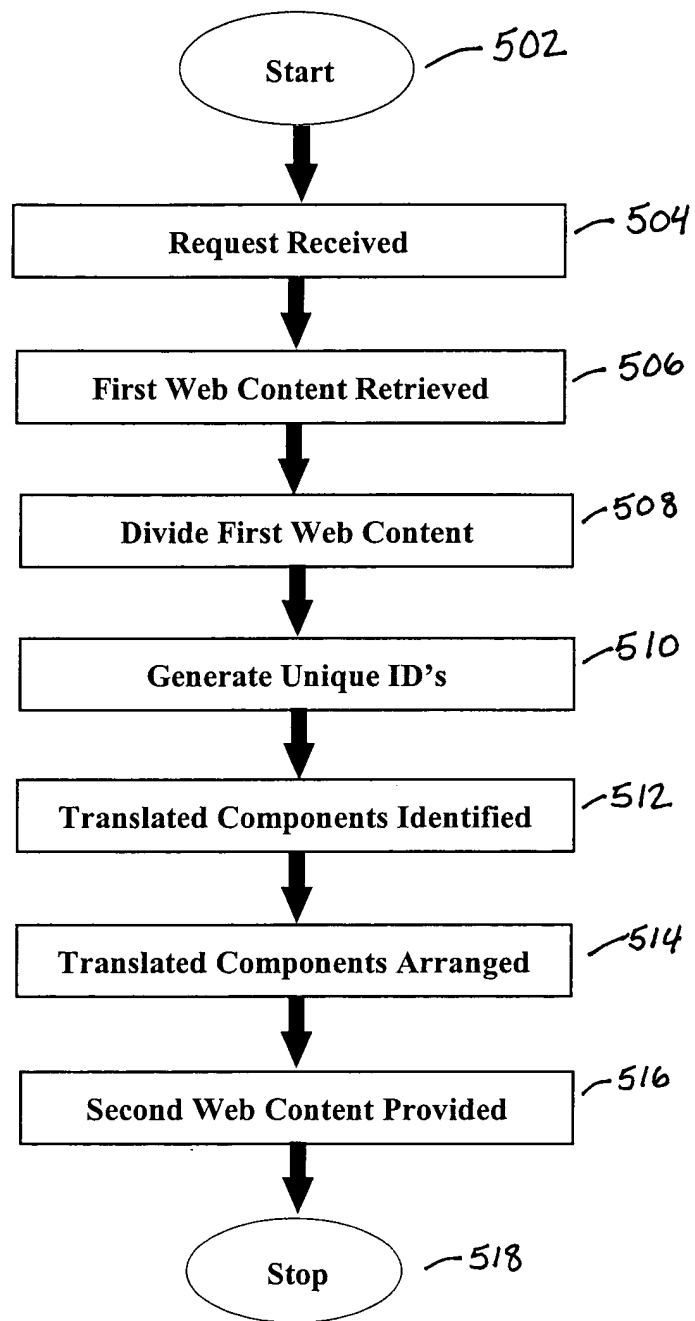 Start 502
Request Received 504
First Web Content Retrieved 506
Divide First Web Content 508
Generate Unique ID's 510
Translated Components Identified 512
Translated Components Arranged 514
Second Web Content Provided 516
Stop 518